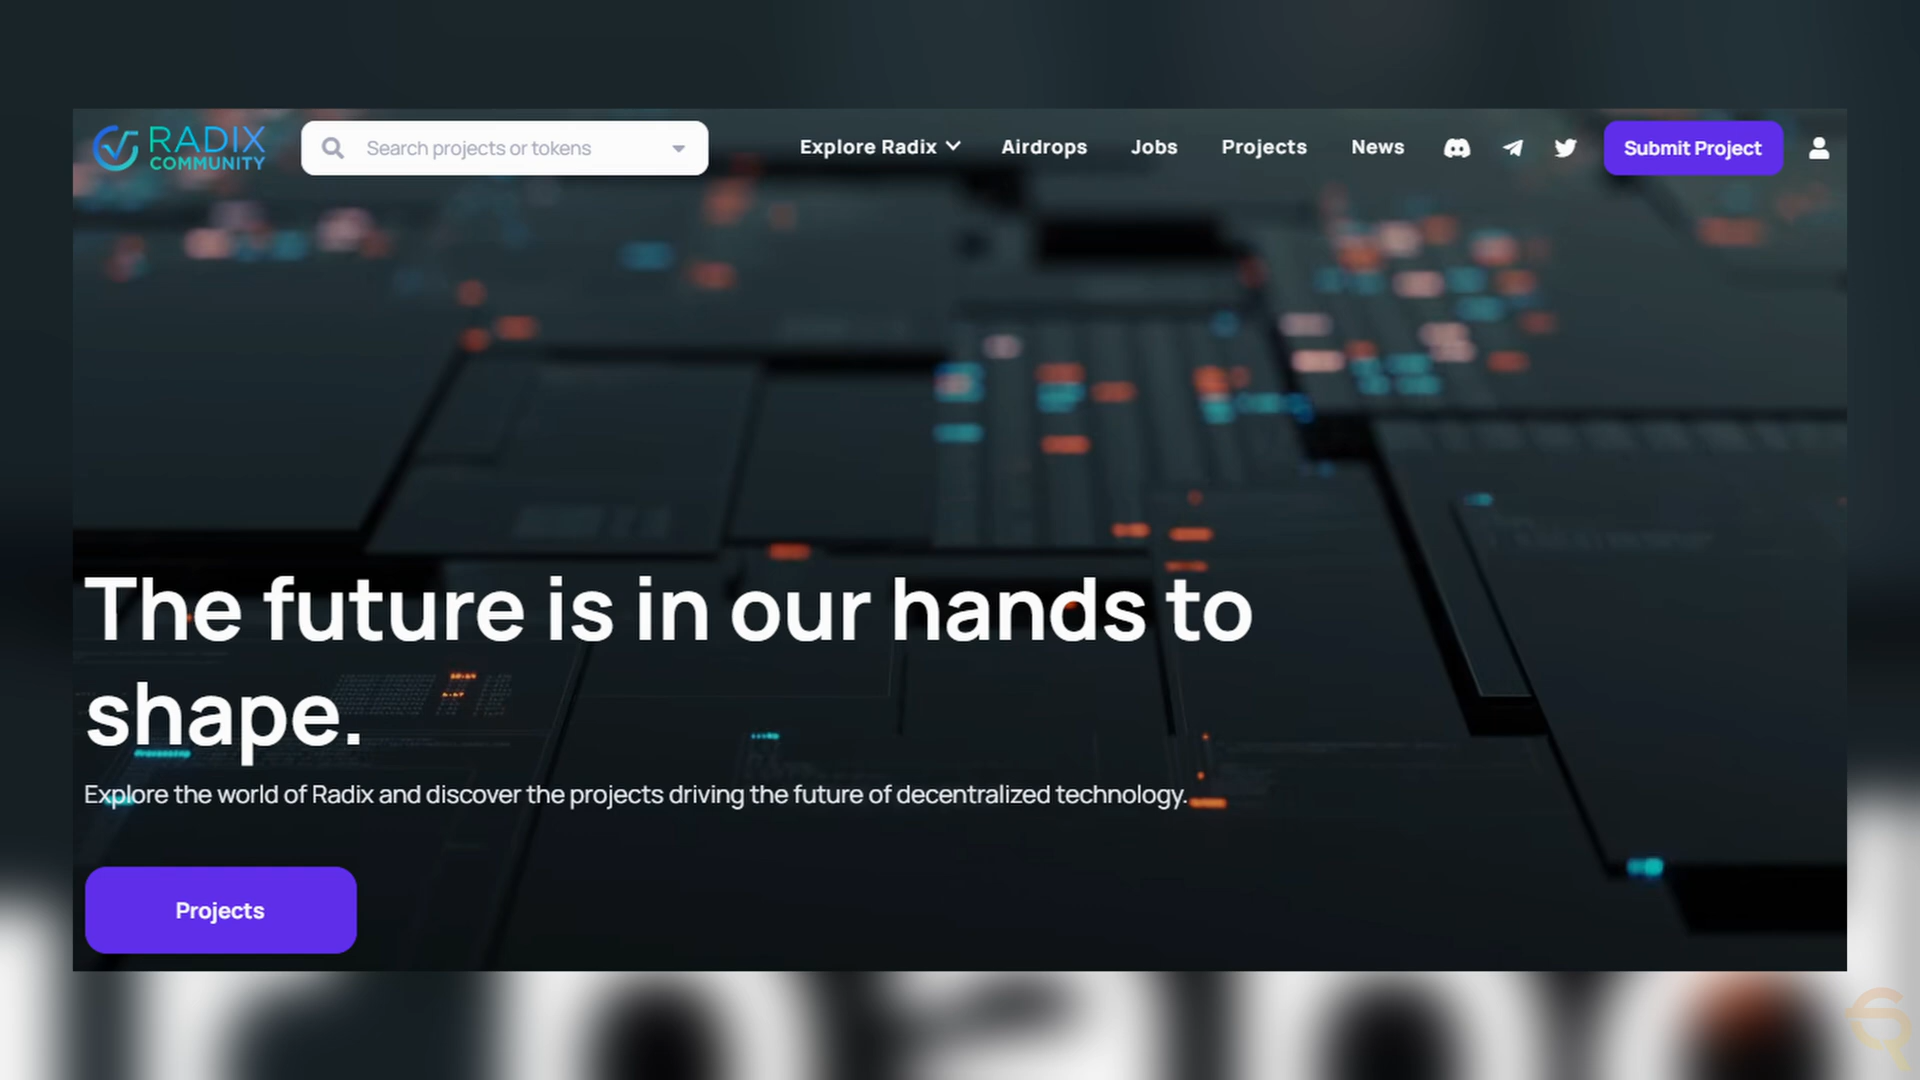 RADIX
COMMUNITY
Search projects or tokens
Explore Radix
Airdrops
Jobs
Projects
News
Submit Project
The future is in our hands to
shape.
Explore the world of Radix and discover the projects driving the future of decentralized technology.
Projects